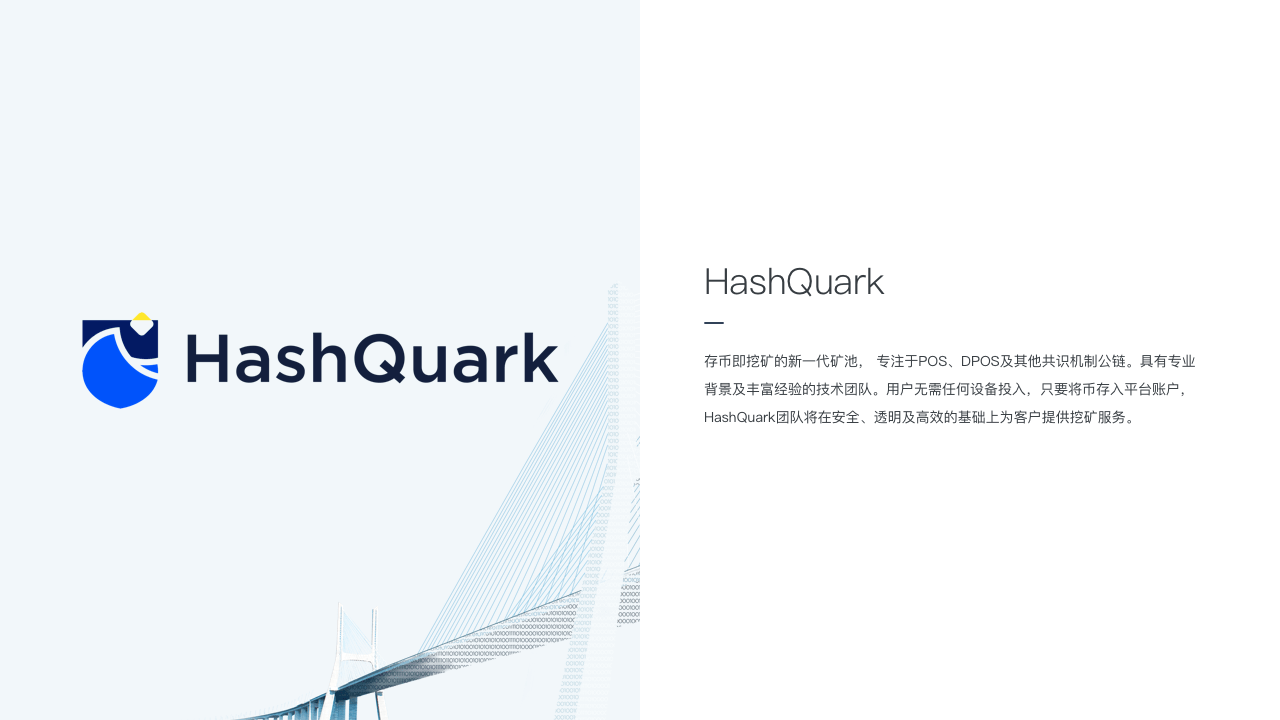 HashQuark
HashQuark
存币即挖矿的新一代矿池， 专注于POS、DPOS及其他共识机制公链。具有专业
背景及丰富经验的技术团队。用户无需任何设备投入，只要将币存入平台账户，
HashQuark团队将在安全、透明及高效的基础上为客户提供挖矿服务。